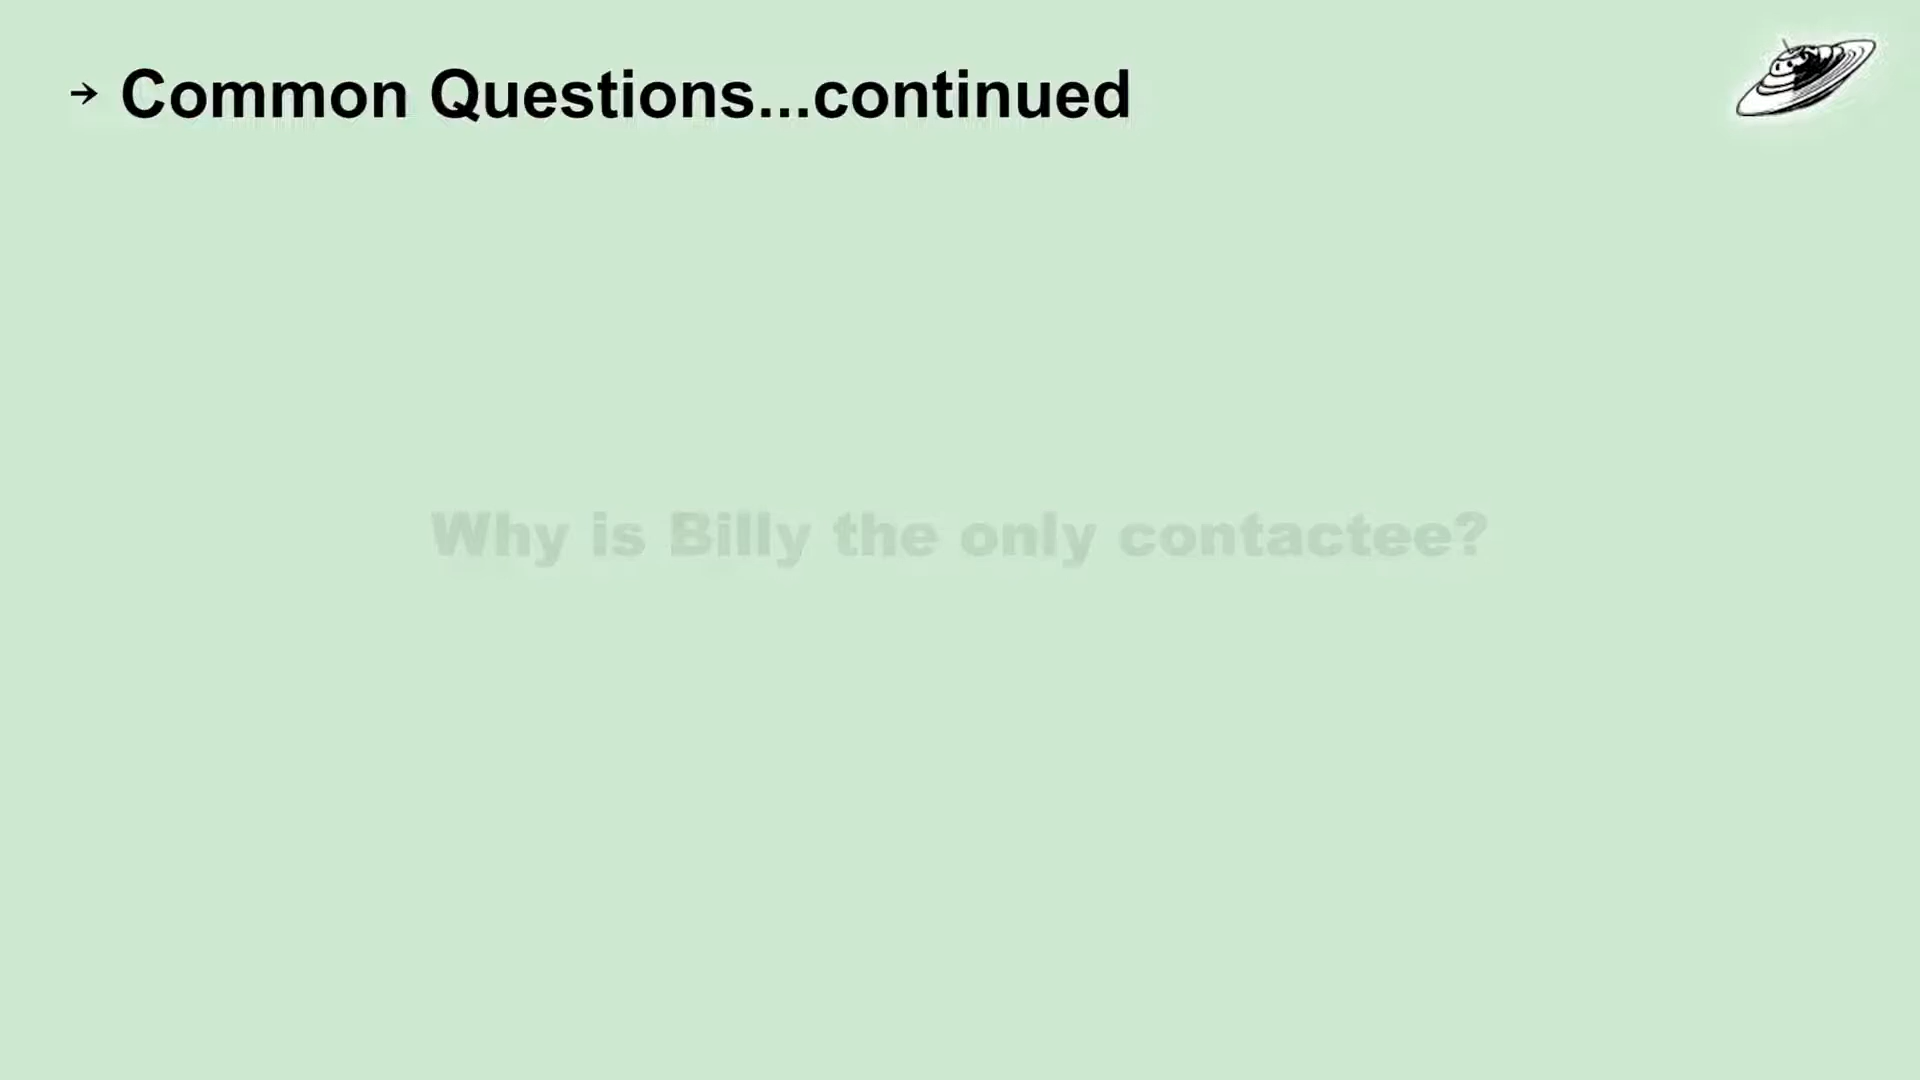 → Common Questions...continued
Why is Billy the only contactee?